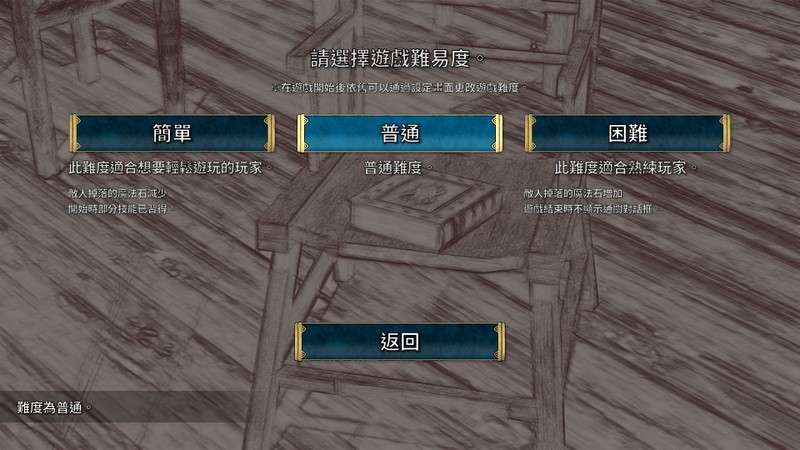 請選擇遊戲難易度。
※在遊戲開始後依舊可以通過設定畫面更改遊戲難度。
簡單
普通
困難
此難度適合想要輕鬆遊玩的玩家。
普通難度。
此難度適合熟練玩家。
敵人掉落的魔法石減少
開始時部分技能已習得
敵人掉落的魔法石增加
遊戲結束時不顯示通關對話框
返回
難度為普通。